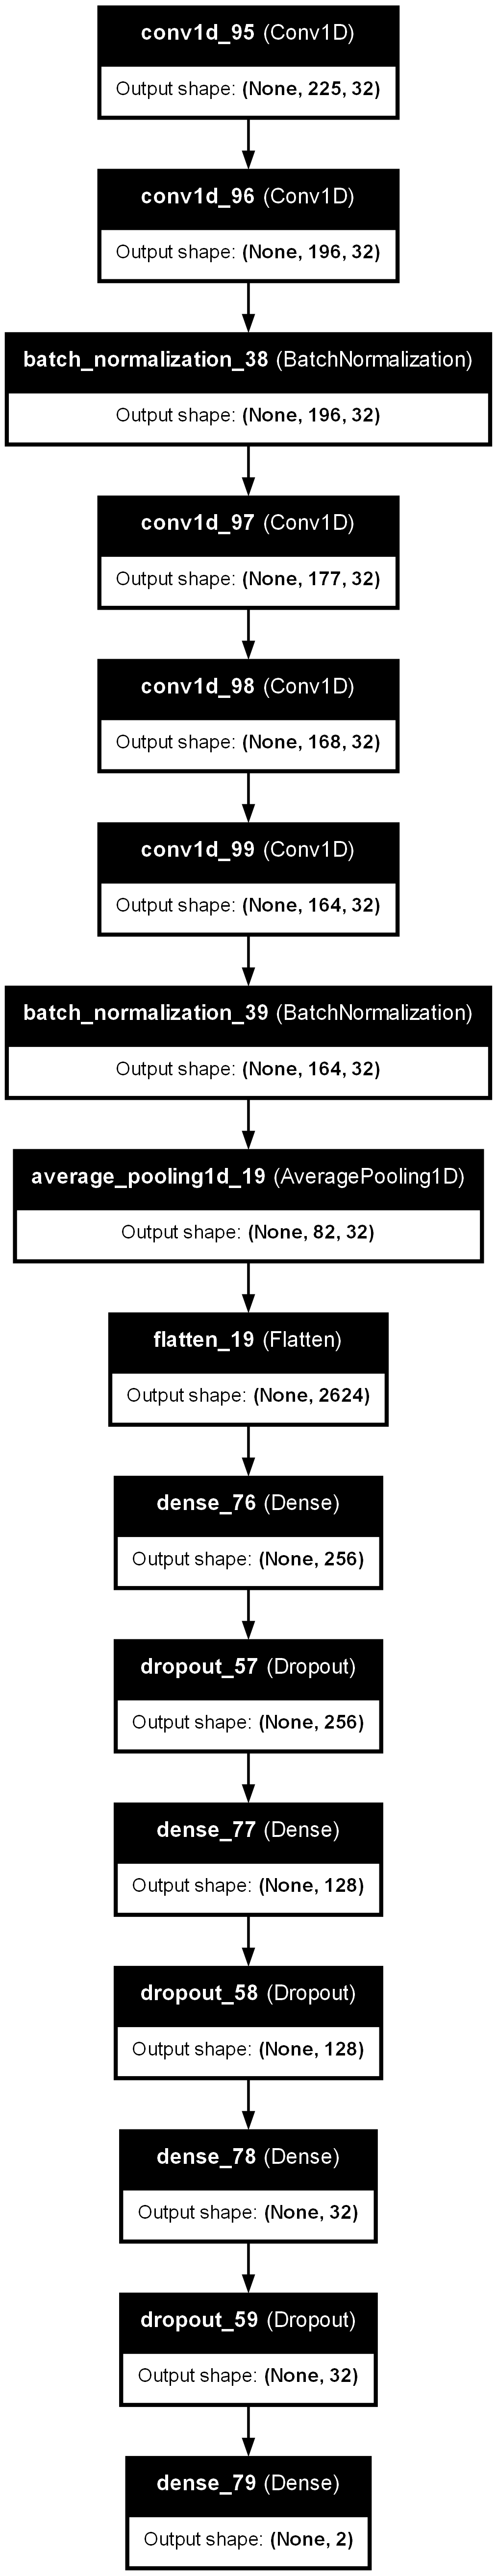 conv1d_95 (Conv1D)
Output shape: (None, 225, 32)
conv1d_96 (Conv1D)
Output shape: (None, 196, 32)
batch_normalization_38 (BatchNormalization)
Output shape: (None, 196, 32)
conv1d_97 (Conv1D)
Output shape: (None, 177, 32)
conv1d_98 (Conv1D)
Output shape: (None, 168, 32)
conv1d_99 (Conv1D)
Output shape: (None, 164, 32)
batch_normalization_39 (BatchNormalization)
Output shape: (None, 164, 32)
average_pooling1d_19 (AveragePooling1D)
Output shape: (None, 82, 32)
flatten_19 (Flatten)
Output shape: (None, 2624)
dense_76 (Dense)
Output shape: (None, 256)
dropout_57 (Dropout)
Output shape: (None, 256)
dense_77 (Dense)
Output shape: (None, 128)
dropout_58 (Dropout)
Output shape: (None, 128)
dense_78 (Dense)
Output shape: (None, 32)
dropout_59 (Dropout)
Output shape: (None, 32)
dense_79 (Dense)
Output shape: (None, 2)